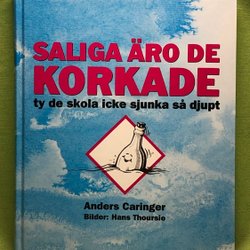 SALIGA ÄRO DE
KORKADE
ty de skola icke sjunka så djupt
Anders Caringer
Bilder: Hans Thoursie